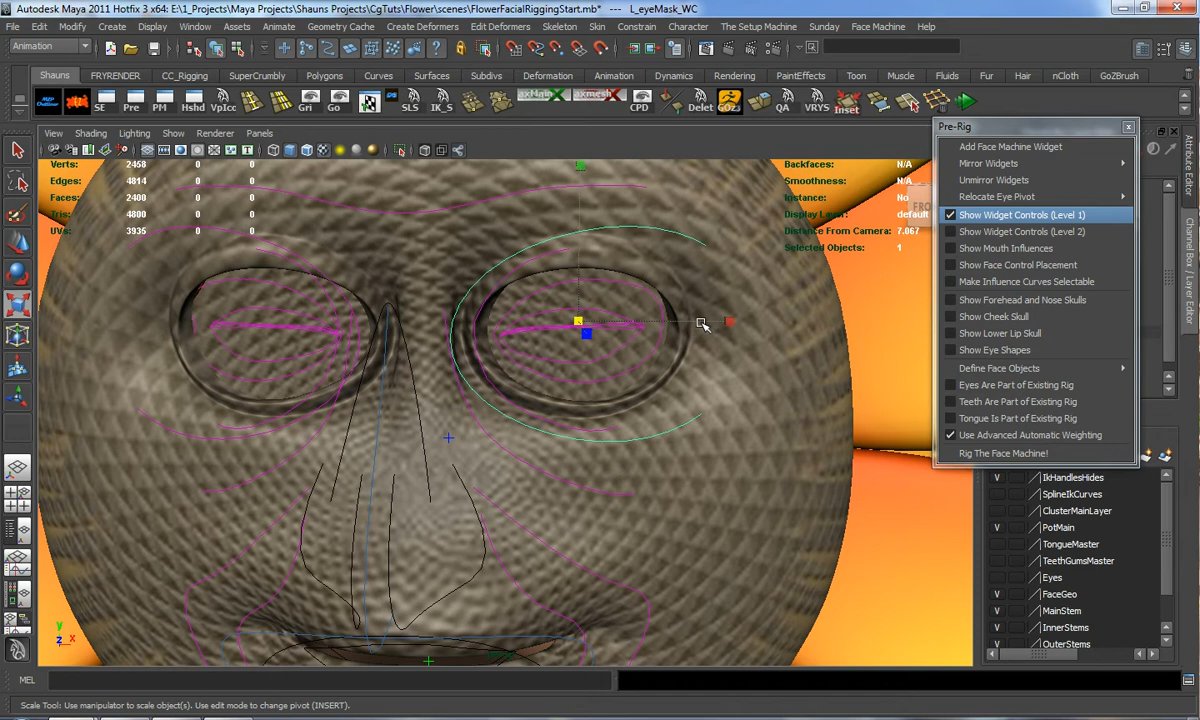 Autodesk Maya 2011 Hotfix 3 x64: E:\1_Projects\Maya Projects\Shauns Projects\CgTuts\Flower\scenes\FlowerFacialRiggingStart.mb* --- L_eyeMask_WC
File Edit Modify Create Display Window Assets Animate Geometry Cache Create Deformers Edit Deformers Skeleton Skin Constrain Character The Setup Machine Subday Face Machine Help
Animation
Shauns FRYRENDER CC_Rigging SuperCrumbly Polygons Curves Surfaces Subdivs Deformation Animation Dynamics Rendering PaintEffects Toon Muscle Fluids Fur Hair nCloth GoZBrush
SE Pre PM Hshd VpIcc Gri Go SLS IK_S axMain axmesh CPD Delet GOZs QA VRYS Inset
View Shading Lighting Show Renderer Panels
Verts: 2458 0 0
Edges: 4814 0 0
Faces: 2400 0 0
Tris: 4800 0 0
UVs: 3935 0 0
Backfaces: N/A
Smoothness: N/A
Instance: No
Display Layer: default
Distance From Camera: 7.067
Selected Objects: 1
FRO
Pre-Rig
Add Face Machine Widget
Mirror Widgets
Unmirror Widgets
Relocate Eye Pivot
Show Widget Controls (Level 1)
Show Widget Controls (Level 2)
Show Mouth Influences
Show Face Control Placement
Make Influence Curves Selectable
Show Forehead and Nose Skulls
Show Cheek Skull
Show Lower Lip Skull
Show Eye Shapes
Define Face Objects
Eyes Are Part of Existing Rig
Teeth Are Part of Existing Rig
Tongue Is Part of Existing Rig
Use Advanced Automatic Weighting
Rig The Face Machine!
Attribute Editor
Channel Box / Layer Editor
V IkHandlesHides
SplineIkCurves
ClusterMainLayer
V PotMain
TongueMaster
TeethGumsMaster
Eyes
V FaceGeo
V MainStem
V InnerStems
V OuterStems
y
z x
MEL
Scale Tool: Use manipulator to scale object(s). Use edit mode to change pivot (INSERT).